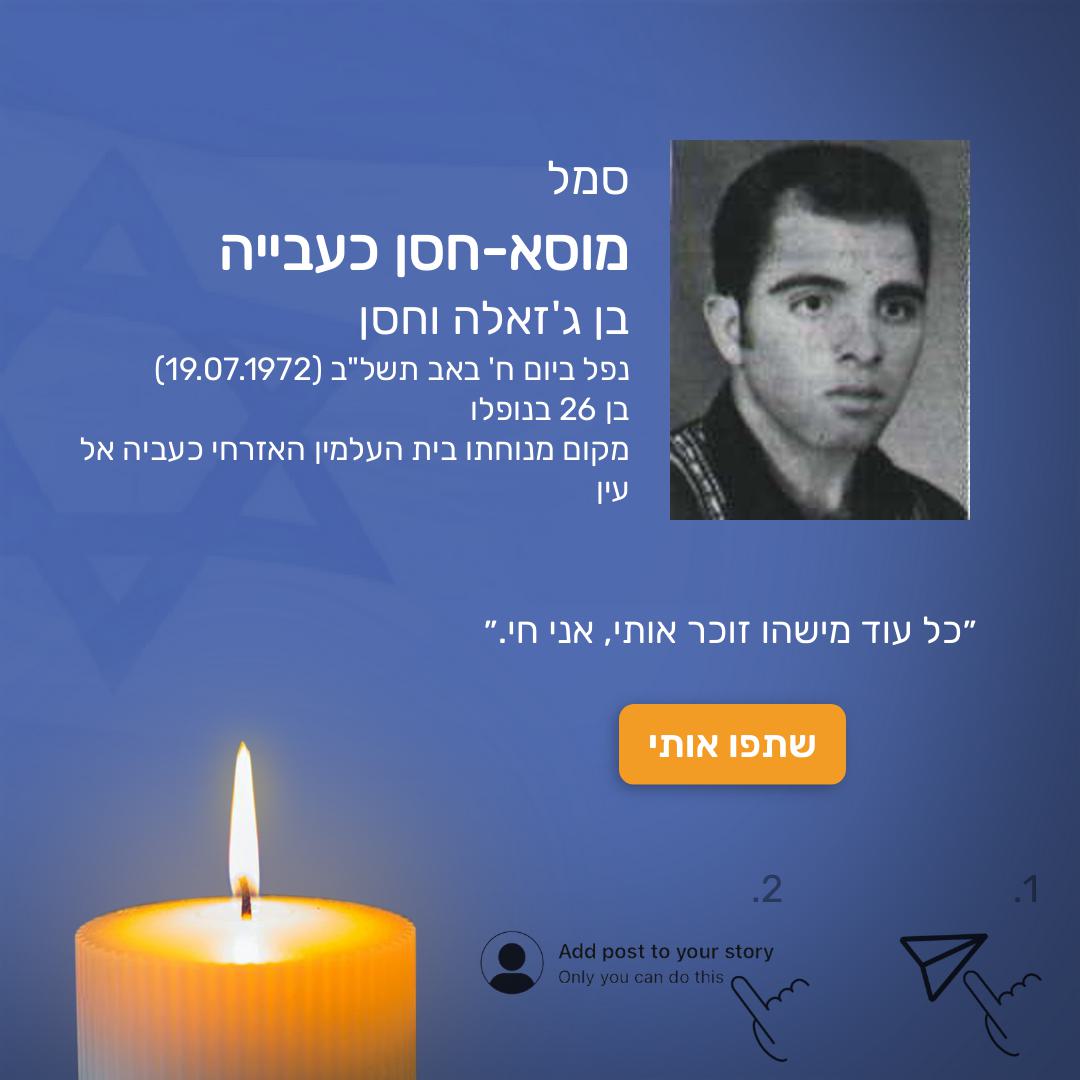 סמל
מוסא-חסן כעבייה
בן ג'זאלה וחסן
נפל ביום ח' באב תשל"ב (19.07.1972)
בן 26 בנופלו
מקום מנוחתו בית העלמין האזרחי כעביה אל
עין
״כל עוד מישהו זוכר אותי, אני חי.״
שתפו אותי
.1
.2
Add post to your story
Only you can do this